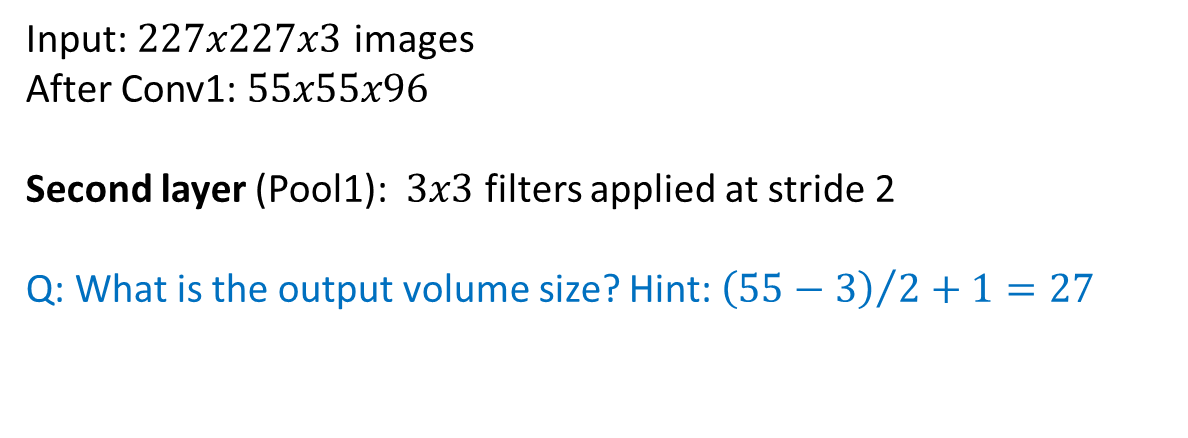 Input: 227x227x3 images
After Conv1: 55x55x96
Second layer (Pool1): 3x3 filters applied at stride 2
Q: What is the output volume size? Hint: (55 − 3)/2 + 1 = 27